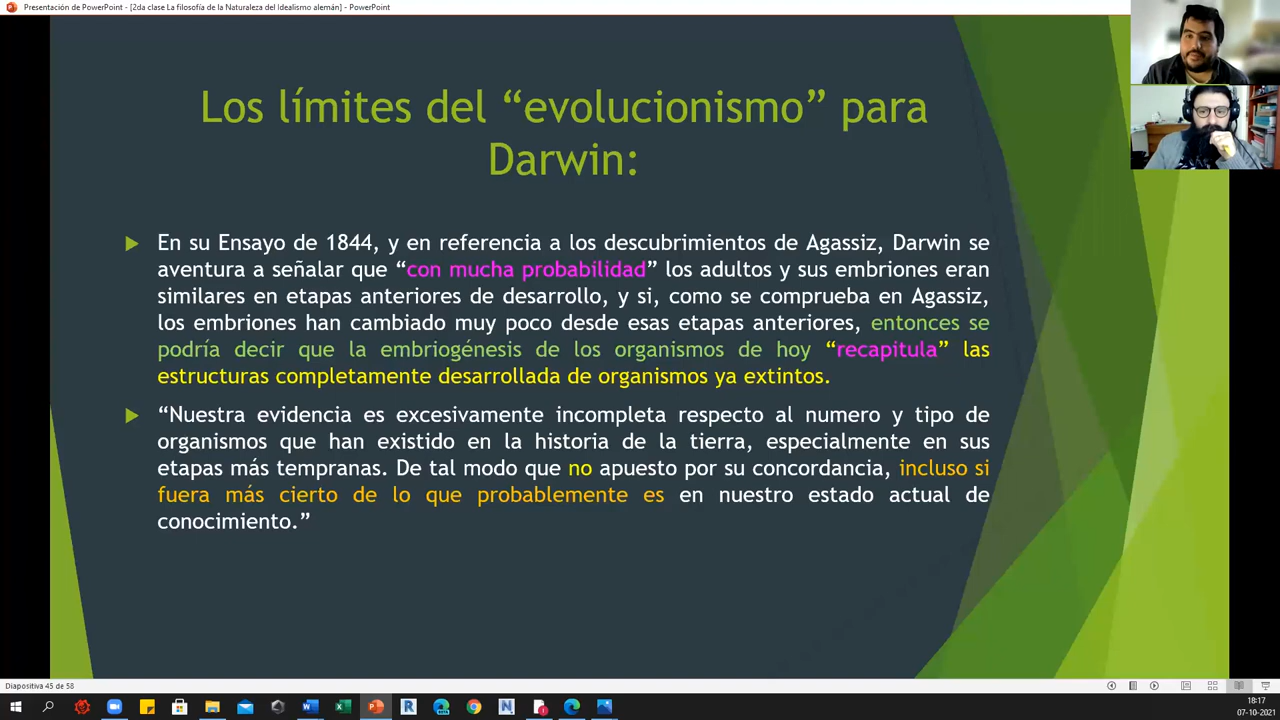 Presentación de PowerPoint - [2da clase La filosofía de la Naturaleza del Idealismo alemán] - PowerPoint
Los límites del “evolucionismo” para
Darwin:
En su Ensayo de 1844, y en referencia a los descubrimientos de Agassiz, Darwin se
aventura a señalar que “con mucha probabilidad” los adultos y sus embriones eran
similares en etapas anteriores de desarrollo, y si, como se comprueba en Agassiz,
los embriones han cambiado muy poco desde esas etapas anteriores, entonces se
podría decir que la embriogénesis de los organismos de hoy “recapitula” las
estructuras completamente desarrollada de organismos ya extintos.
“Nuestra evidencia es excesivamente incompleta respecto al numero y tipo de
organismos que han existido en la historia de la tierra, especialmente en sus
etapas más tempranas. De tal modo que no apuesto por su concordancia, incluso si
fuera más cierto de lo que probablemente es en nuestro estado actual de
conocimiento.”
Diapositiva 45 de 58
18:17
07-10-2021